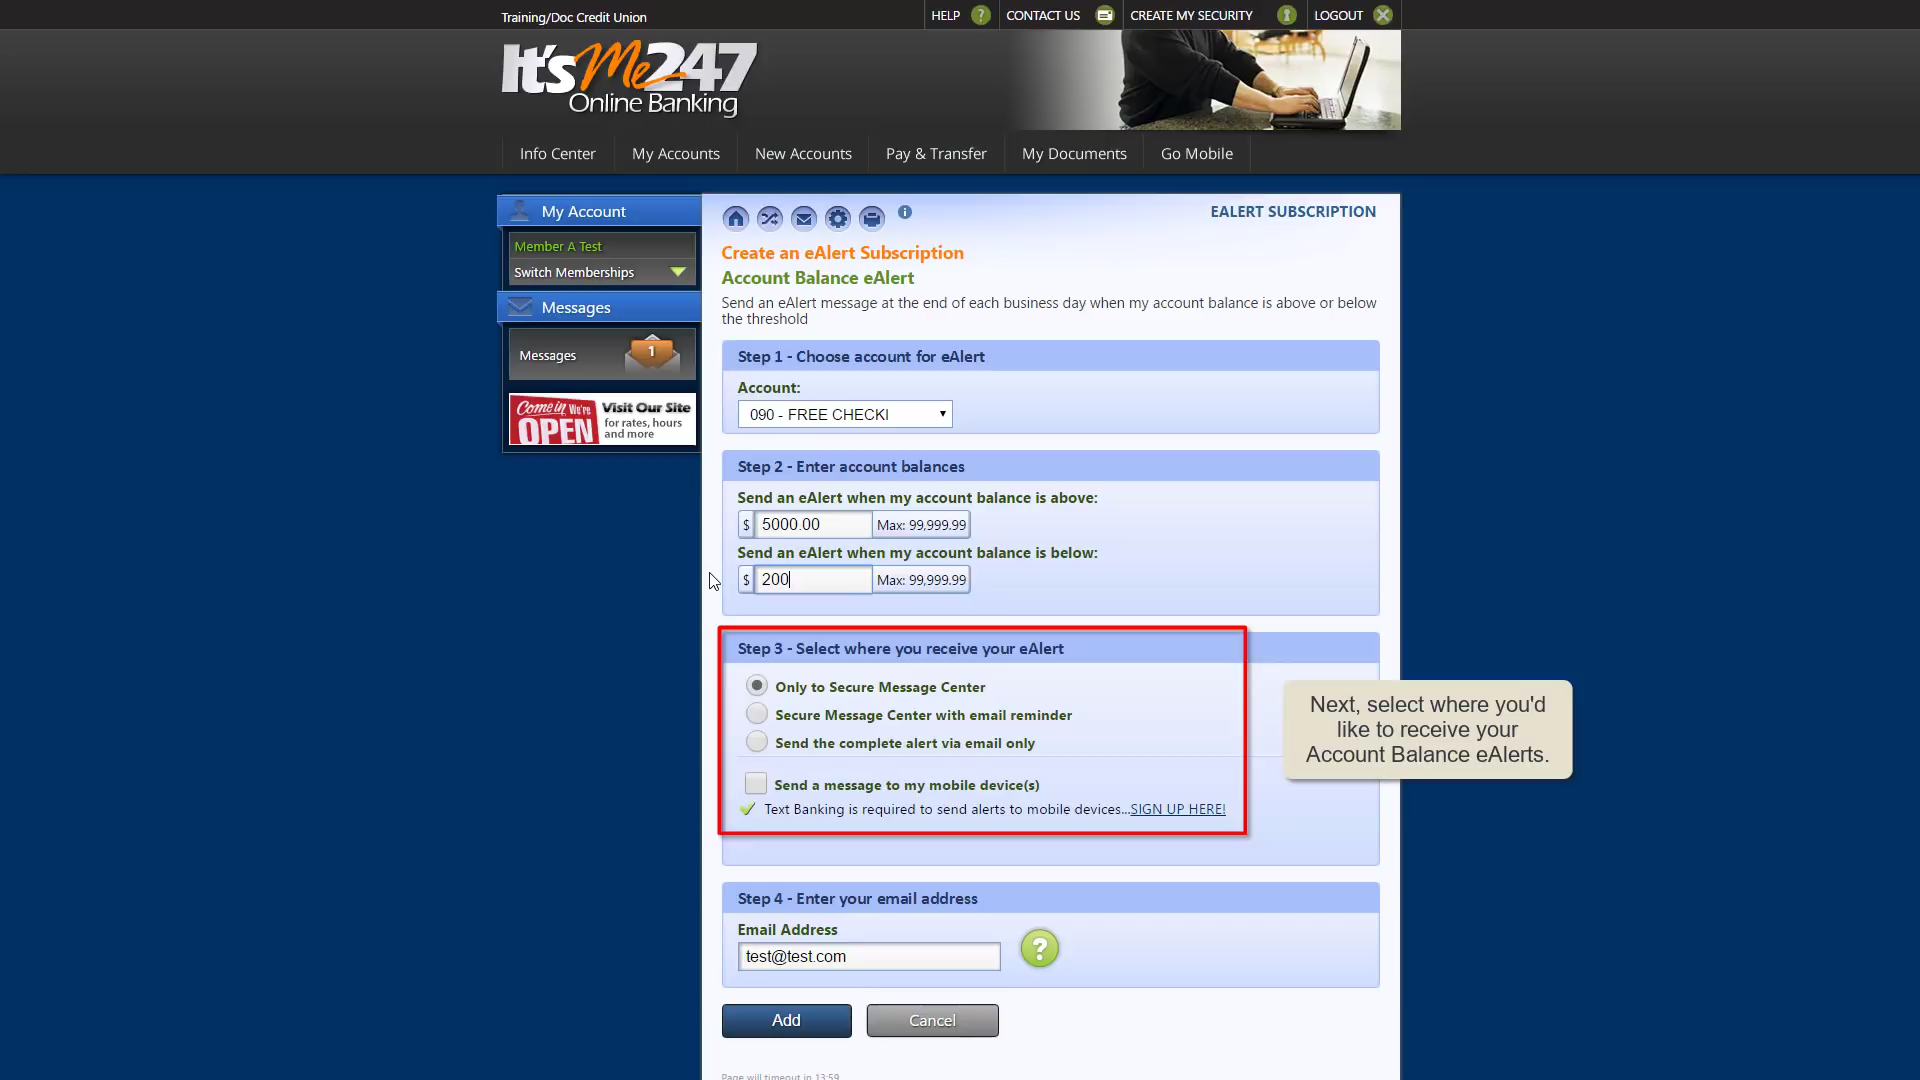 Training/Doc Credit Union
HELP ? CONTACT US CREATE MY SECURITY LOGOUT
It's Me 247
Online Banking
Info Center My Accounts New Accounts Pay & Transfer My Documents Go Mobile
My Account
Member A Test
Switch Memberships
Messages
Messages 1
Come in We're OPEN
Visit Our Site
for rates, hours
and more
i
EALERT SUBSCRIPTION
Create an eAlert Subscription
Account Balance eAlert
Send an eAlert message at the end of each business day when my account balance is above or below
the threshold
Step 1 - Choose account for eAlert
Account:
090 - FREE CHECKI
Step 2 - Enter account balances
Send an eAlert when my account balance is above:
$ 5000.00 Max: 99,999.99
Send an eAlert when my account balance is below:
$ 200 Max: 99,999.99
Step 3 - Select where you receive your eAlert
Only to Secure Message Center
Secure Message Center with email reminder
Send the complete alert via email only
Send a message to my mobile device(s)
Text Banking is required to send alerts to mobile devices...SIGN UP HERE!
Next, select where you'd
like to receive your
Account Balance eAlerts.
Step 4 - Enter your email address
Email Address
test@test.com ?
Add Cancel
Page will timeout in 13:59